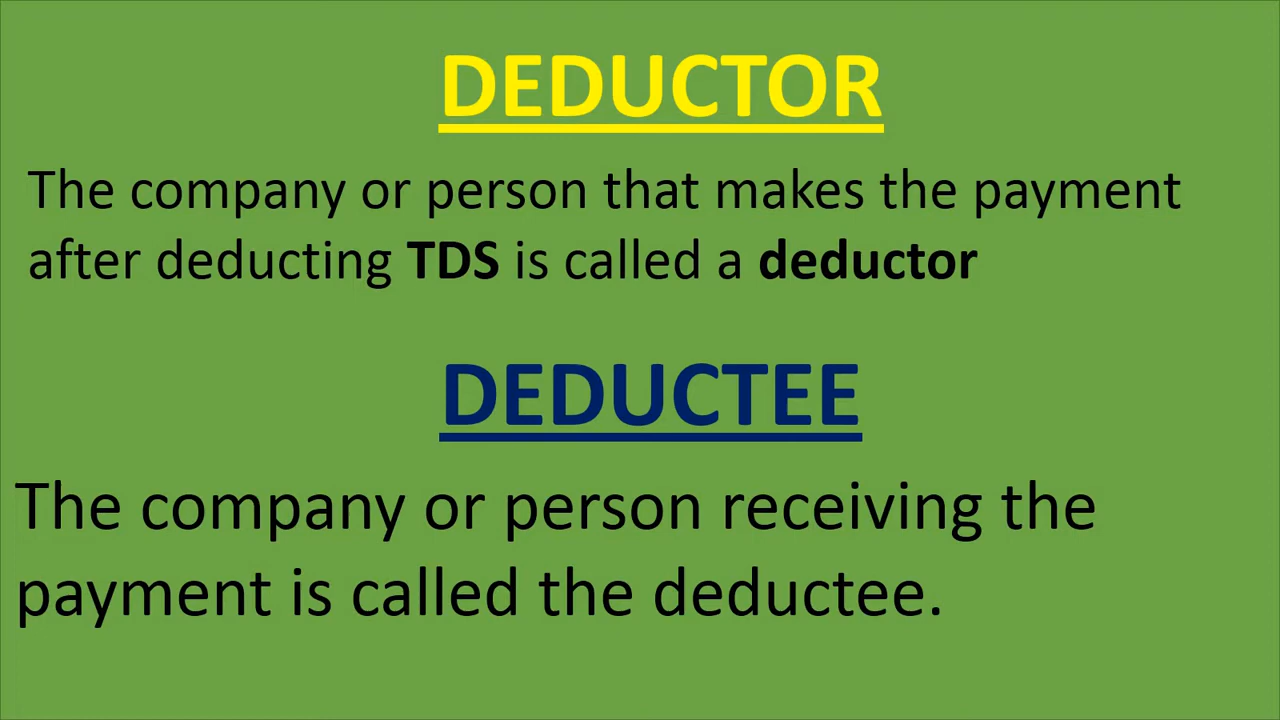 DEDUCTOR
The company or person that makes the payment
after deducting TDS is called a deductor
DEDUCTEE
The company or person receiving the
payment is called the deductee.